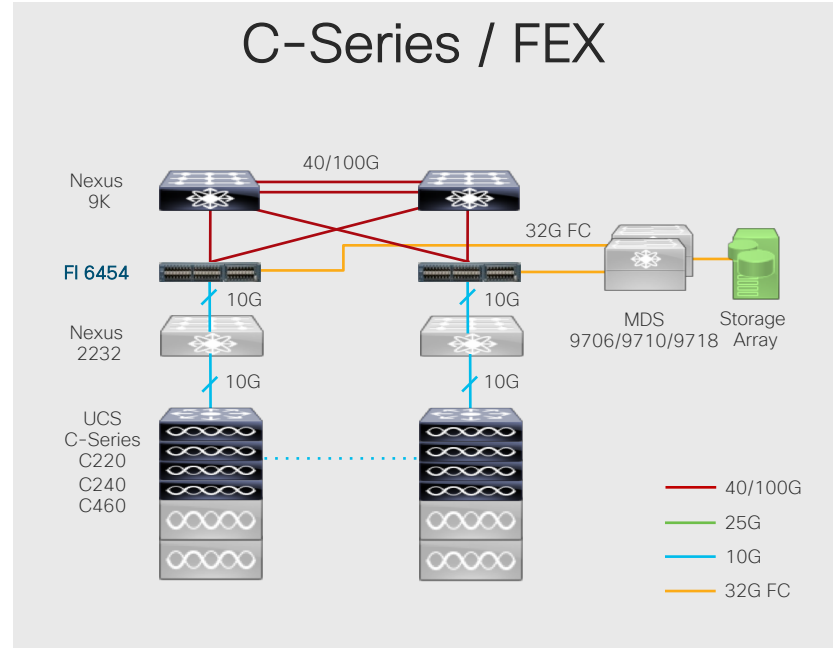 C-Series / FEX
40/100G
Nexus
9K
32G FC
FI 6454
10G
10G
MDS
9706/9710/9718
Storage
Array
Nexus
2232
10G
10G
UCS
C-Series
C220
C240
C460
40/100G
25G
10G
32G FC